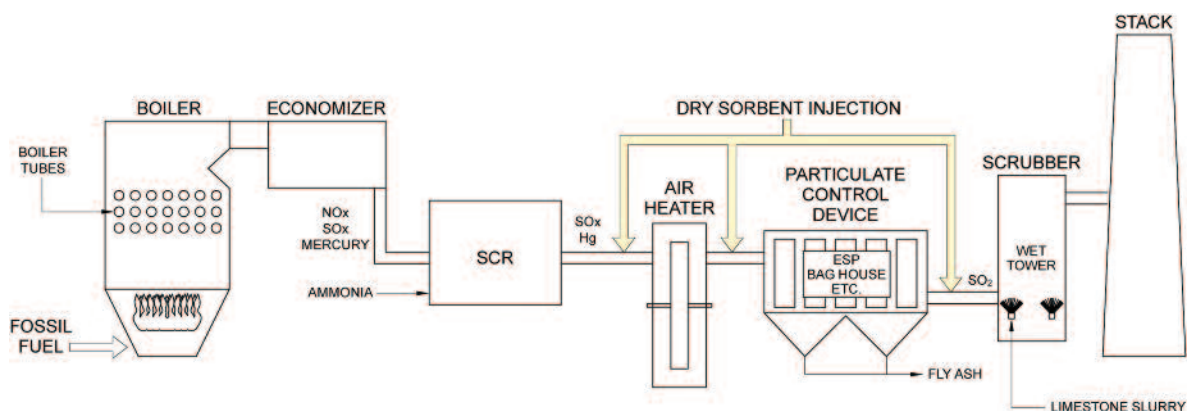 STACK
BOILER
ECONOMIZER
DRY SORBENT INJECTION
BOILER
TUBES
SCRUBBER
AIR
HEATER
PARTICULATE
CONTROL
DEVICE
NOx
SOx
MERCURY
SOx
Hg
SCR
ESP
BAG HOUSE
ETC.
WET
TOWER
SO₂
AMMONIA
FOSSIL
FUEL
FLY ASH
LIMESTONE SLURRY